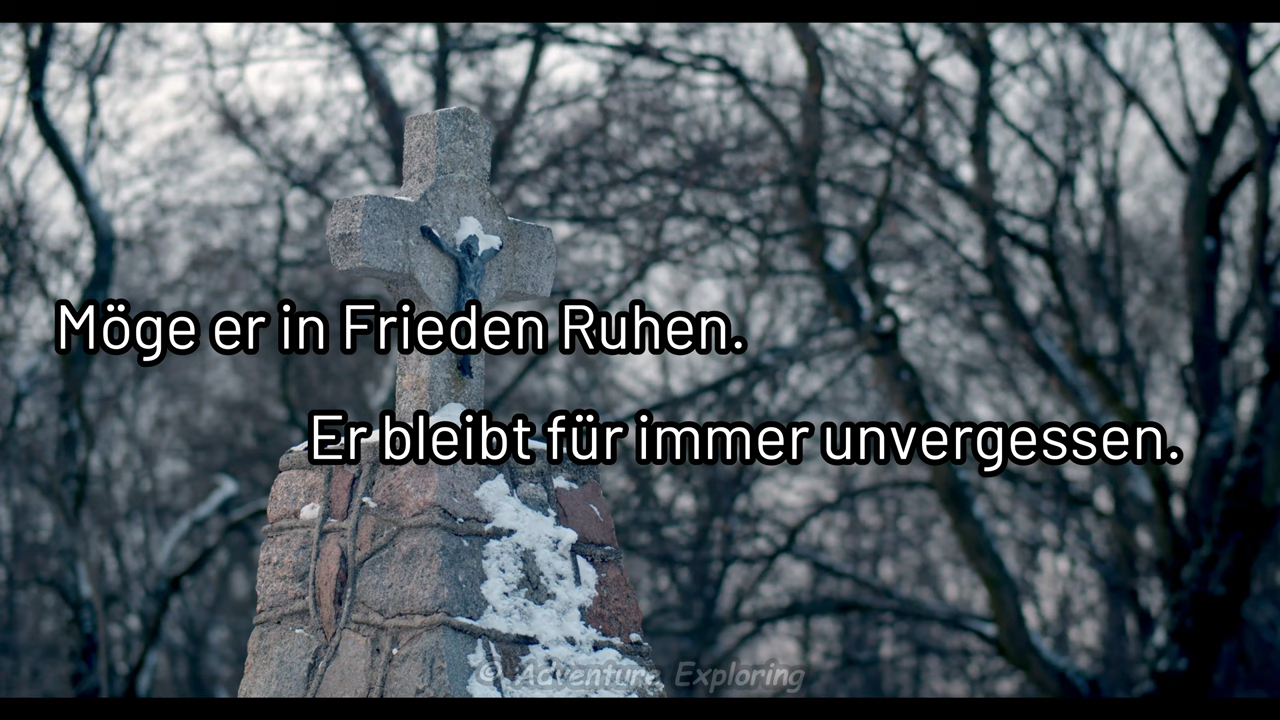 Möge er in Frieden Ruhen.
Er bleibt für immer unvergessen.
© Adventure Exploring